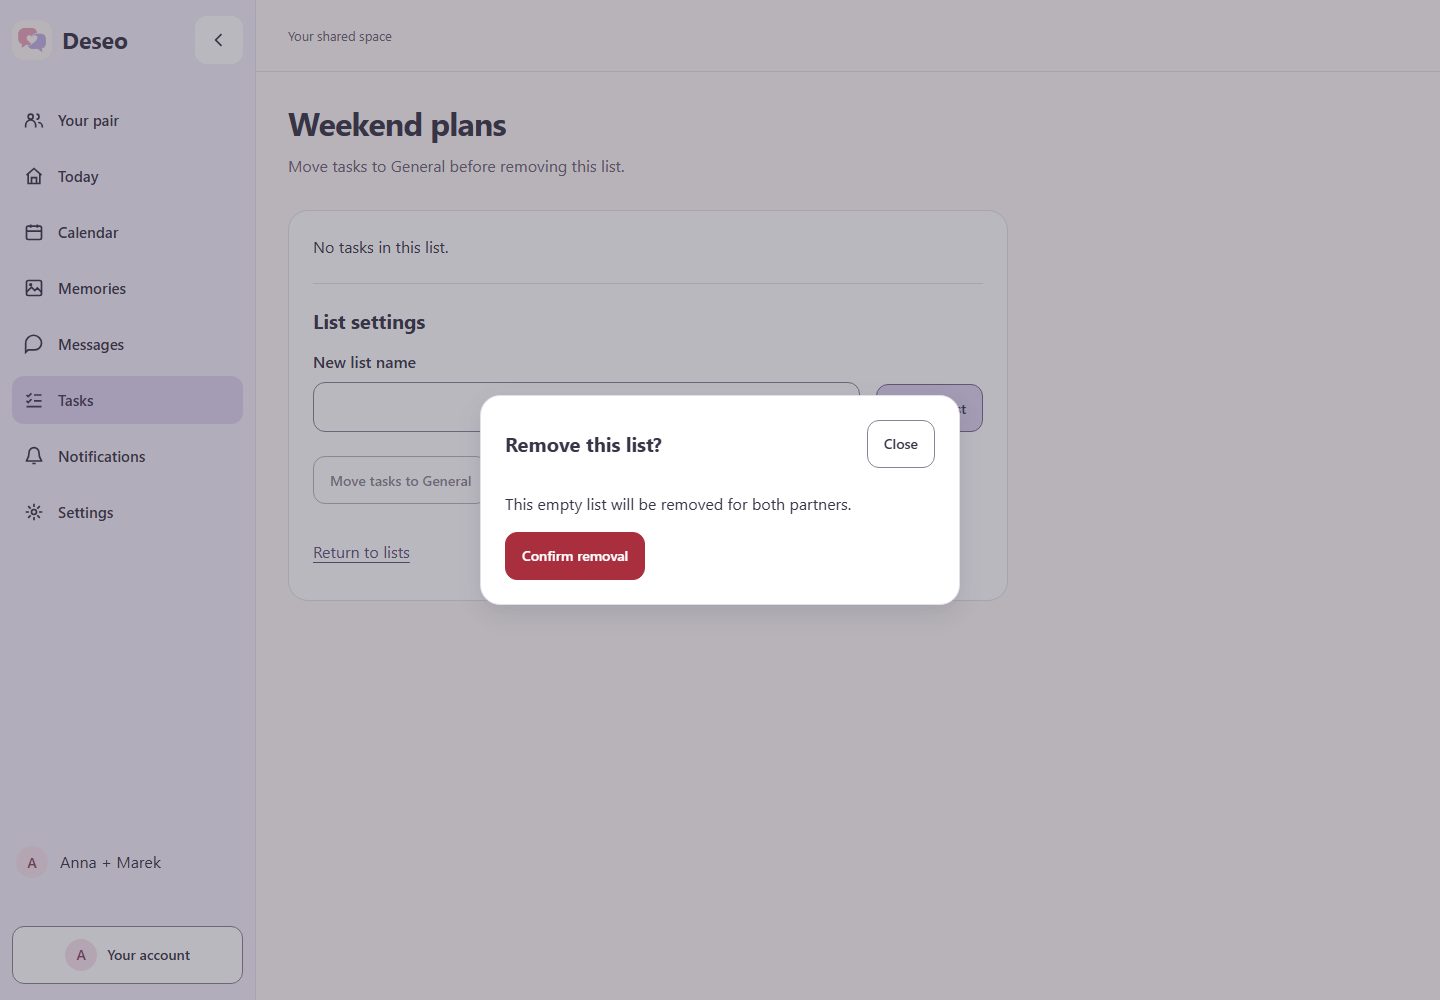 Deseo
Your shared space
Your pair
Today
Calendar
Memories
Messages
Tasks
Notifications
Settings
A Anna + Marek
A Your account
Weekend plans
Move tasks to General before removing this list.
No tasks in this list.
List settings
New list name
Move tasks to General
Return to lists
Remove this list?
Close
This empty list will be removed for both partners.
Confirm removal